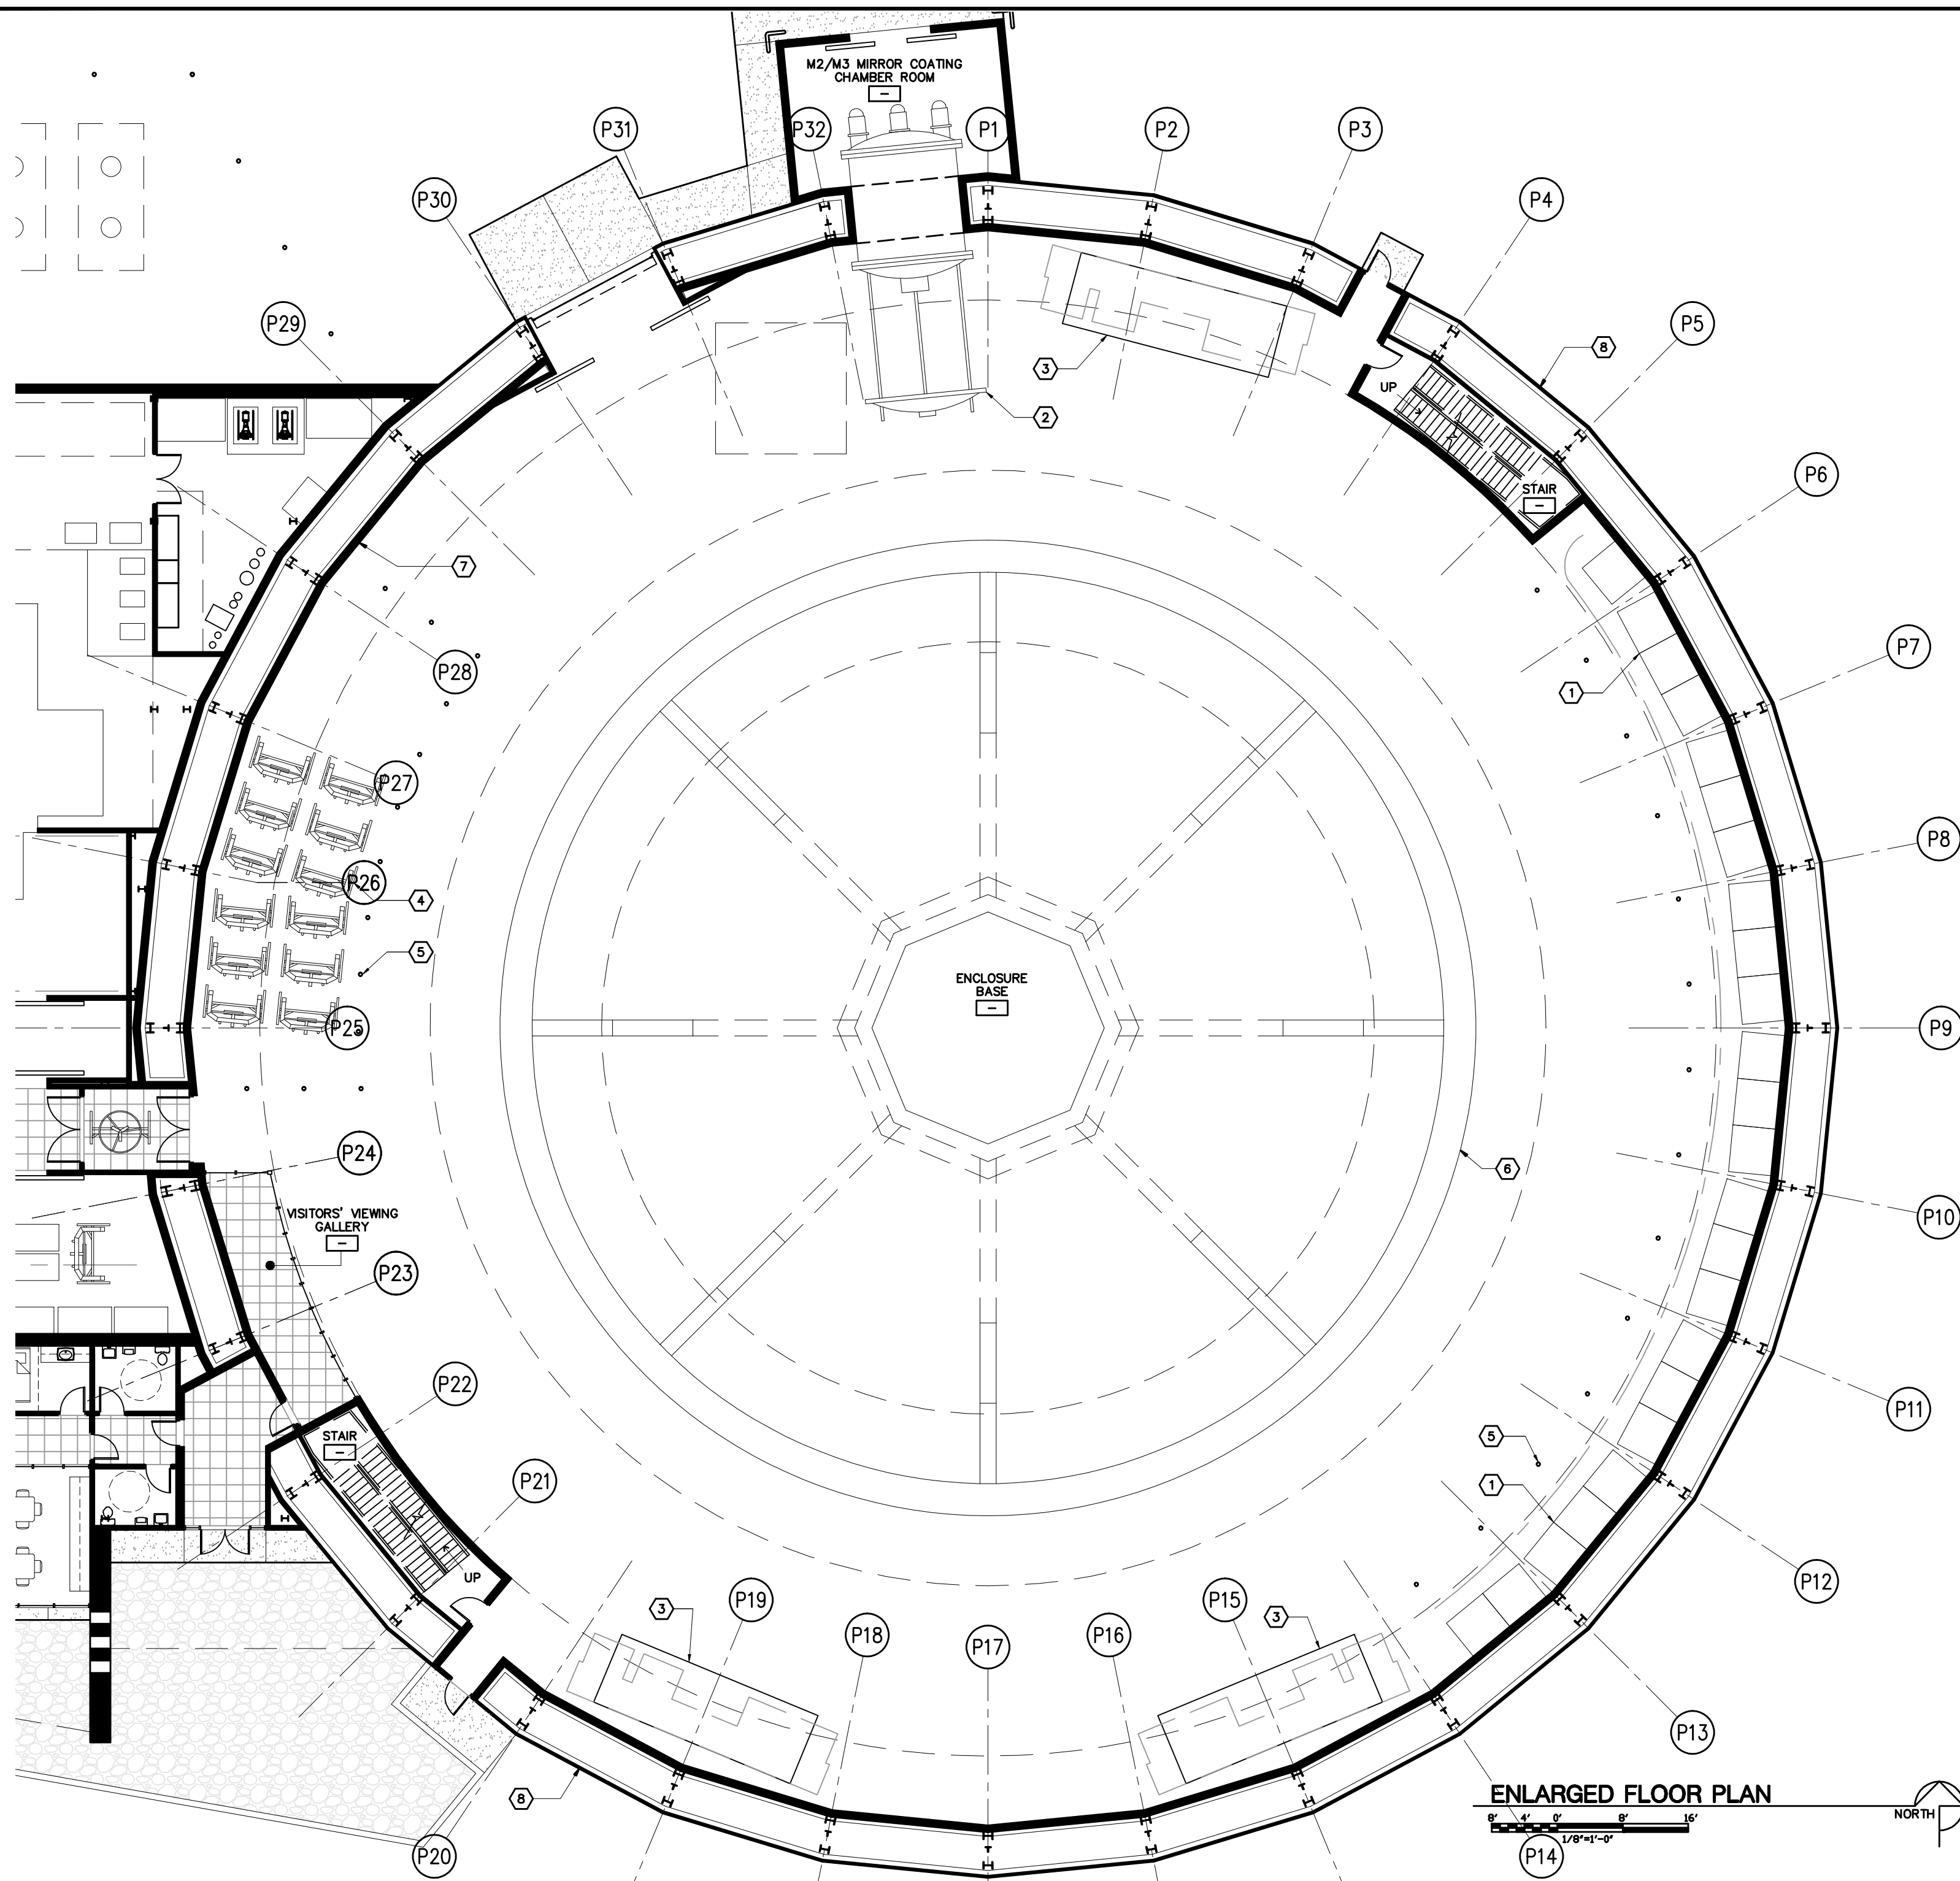 M2/M3 MIRROR COATING
CHAMBER ROOM
-
P31
P32
P1
P2
P3
P30
P4
P29
P5
8
3
UP
2
P6
STAIR
-
7
P28
P7
1
P27
P8
P26
4
5
ENCLOSURE
BASE
-
P25
P9
P24
6
VISITORS' VIEWING
GALLERY
-
P10
P23
P22
P11
STAIR
-
5
P21
1
UP
P12
3
P19
P15
3
P18
P17
P16
P13
8
ENLARGED FLOOR PLAN
NORTH
8' 4' 0' 8' 16'
1/8"=1'-0"
P20
P14